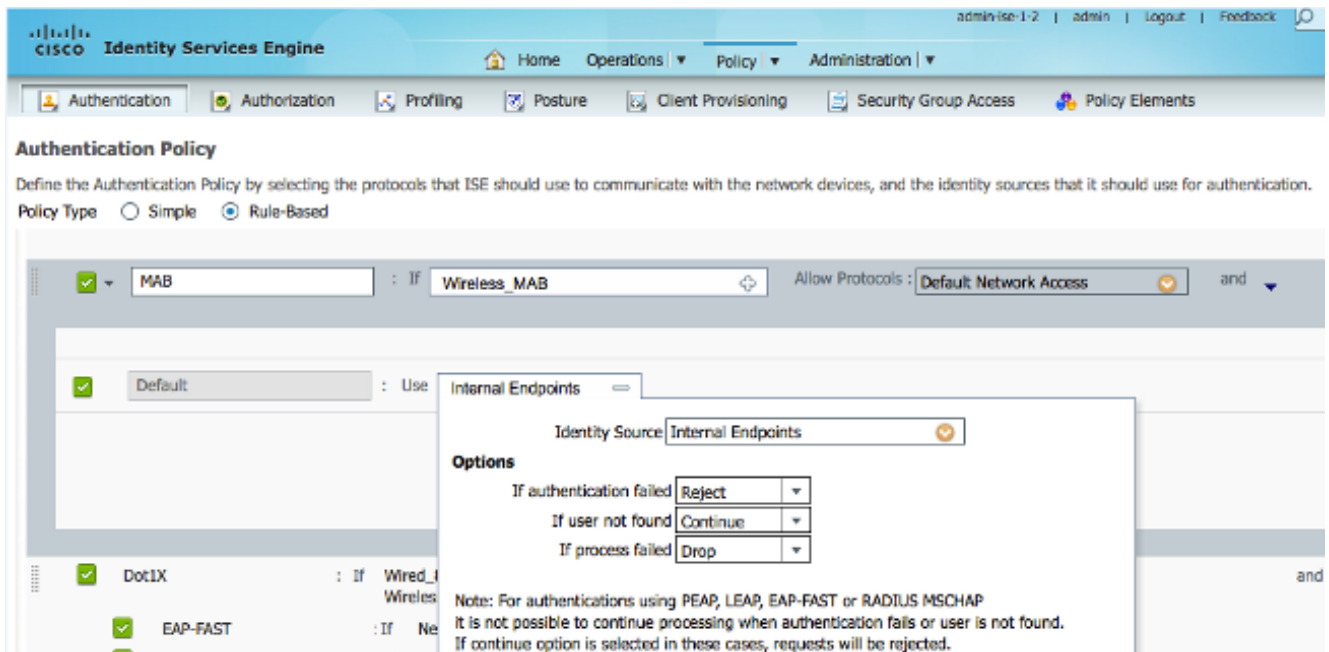 admin-ise-1-2 | admin | Logout | Feedback
CISCO Identity Services Engine
Home Operations Policy Administration
Authentication Authorization Profiling Posture Client Provisioning Security Group Access Policy Elements
Authentication Policy
Define the Authentication Policy by selecting the protocols that ISE should use to communicate with the network devices, and the identity sources that it should use for authentication.
Policy Type Simple Rule-Based
MAB : If Wireless_MAB Allow Protocols : Default Network Access and
Default : Use Internal Endpoints
Identity Source Internal Endpoints
Options
If authentication failed Reject
If user not found Continue
If process failed Drop
Dot1X : If Wired_ and
Wireles
Note: For authentications using PEAP, LEAP, EAP-FAST or RADIUS MSCHAP
EAP-FAST : If Ne it is not possible to continue processing when authentication fails or user is not found.
If continue option is selected in these cases, requests will be rejected.